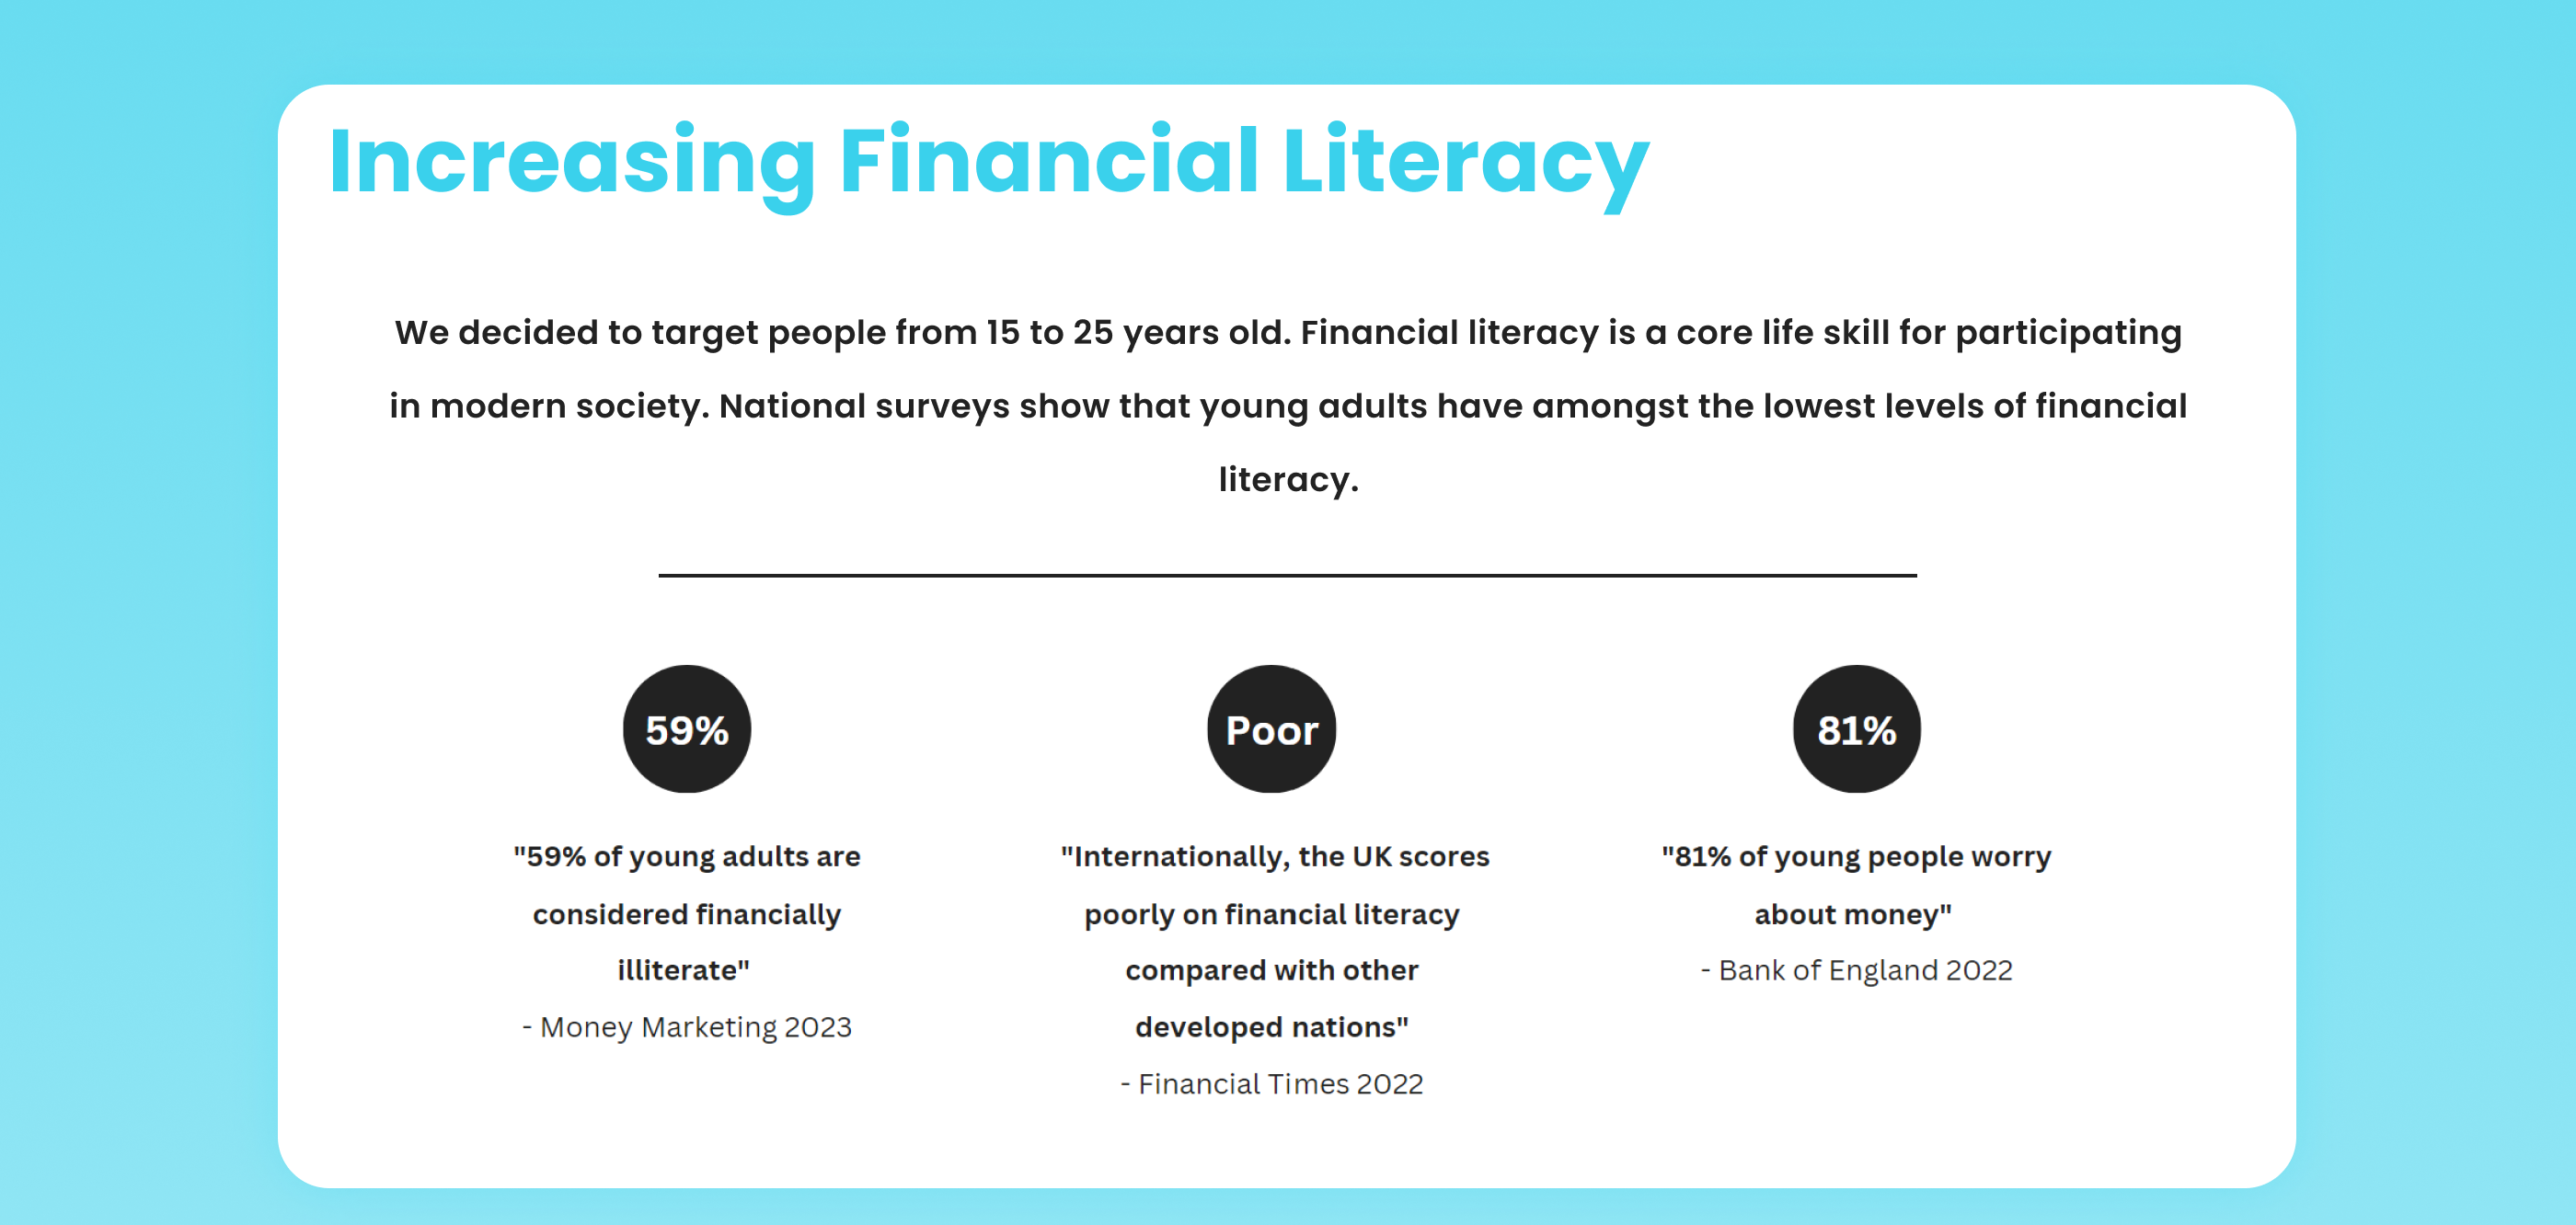 Increasing Financial Literacy
We decided to target people from 15 to 25 years old. Financial literacy is a core life skill for participating
in modern society. National surveys show that young adults have amongst the lowest levels of financial
literacy.
59%
"59% of young adults are
considered financially
illiterate"
- Money Marketing 2023
Poor
"Internationally, the UK scores
poorly on financial literacy
compared with other
developed nations"
- Financial Times 2022
81%
"81% of young people worry
about money"
- Bank of England 2022